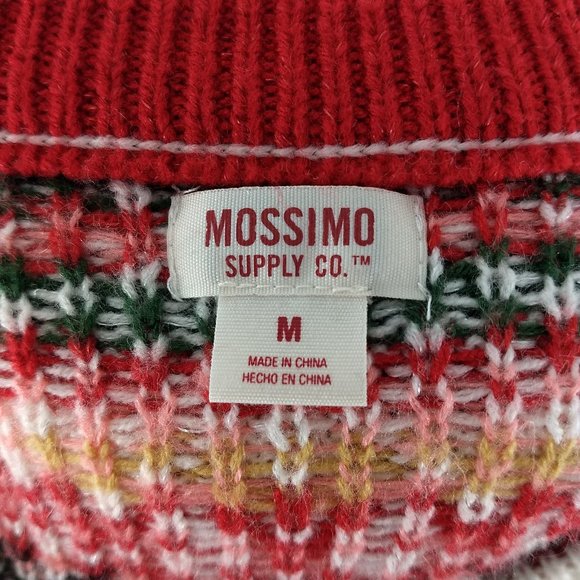 MOSSIMO
SUPPLY CO.™
M
MADE IN CHINA
HECHO EN CHINA